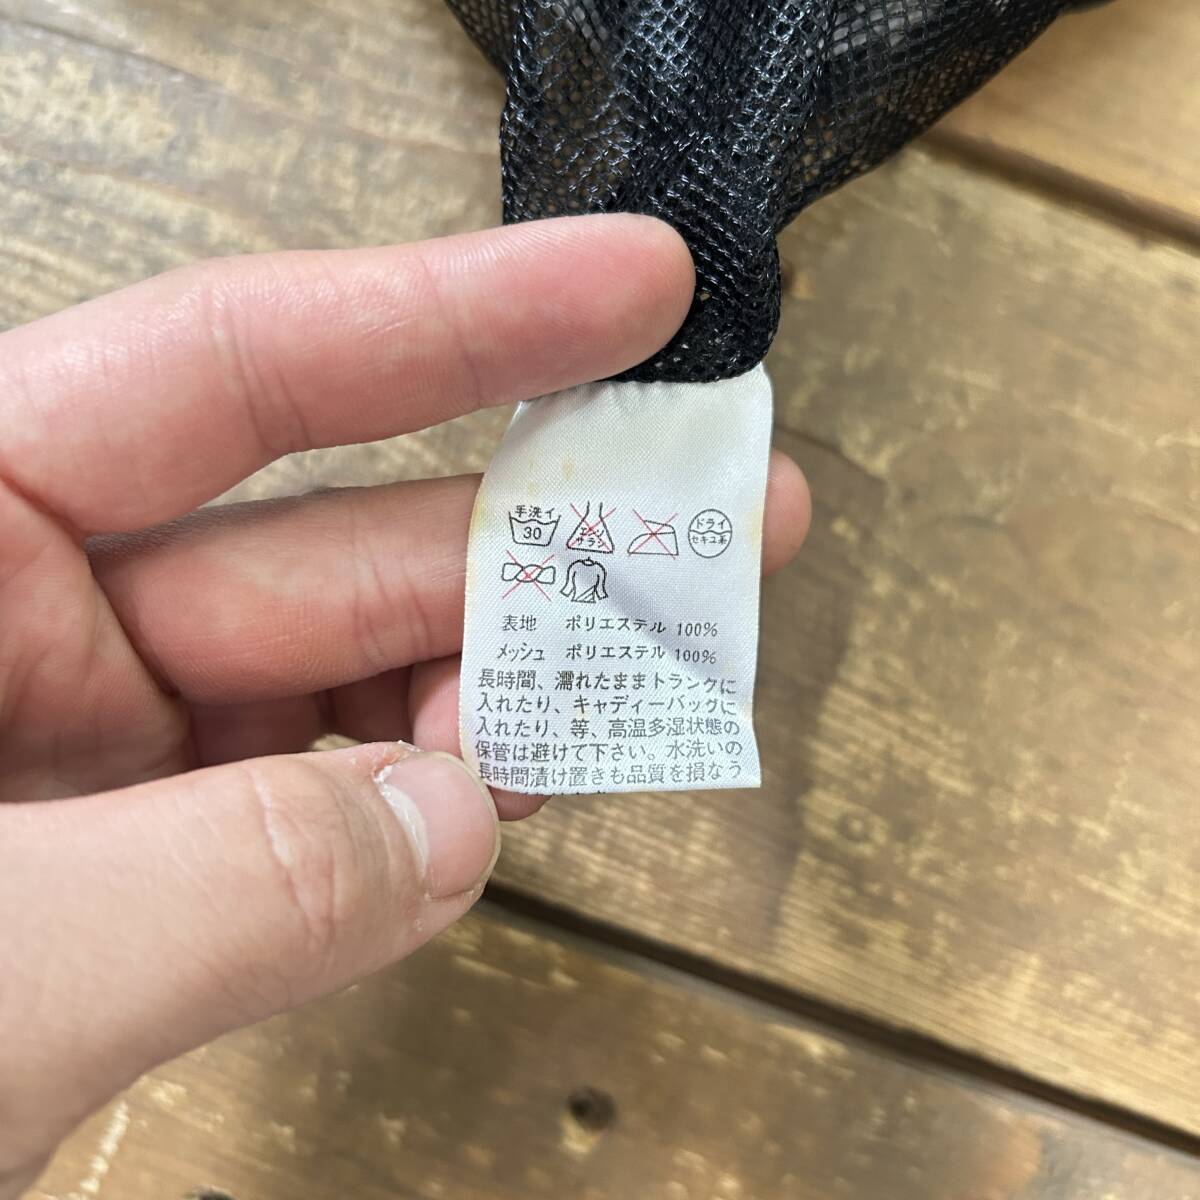 手洗イ 30 エンソ サラシ ドライ セキユ系
表地 ポリエステル 100%
メッシュ ポリエステル 100%
長時間、濡れたままトランクに
入れたり、キャディーバッグに
入れたり、等、高温多湿状態の
保管は避けて下さい。水洗いの
長時間漬け置きも品質を損なう